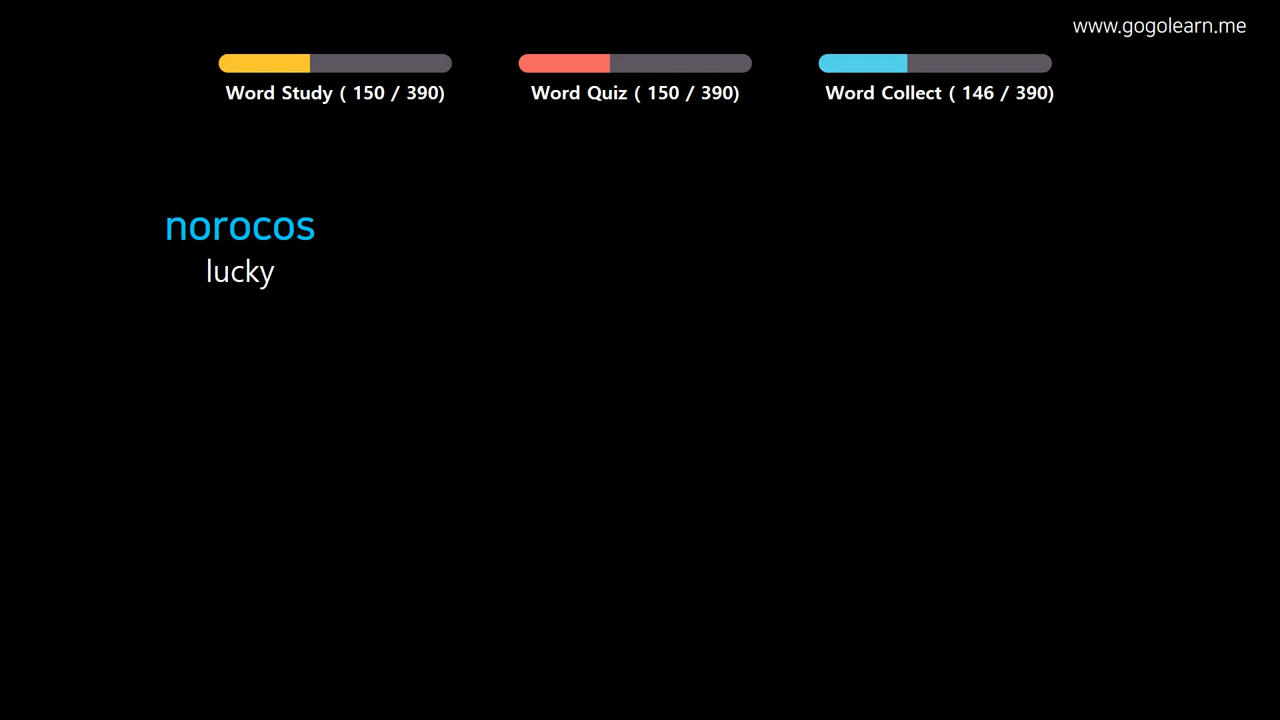 www.gogolearn.me
Word Study ( 150 / 390)
Word Quiz ( 150 / 390)
Word Collect ( 146 / 390)
norocos
lucky